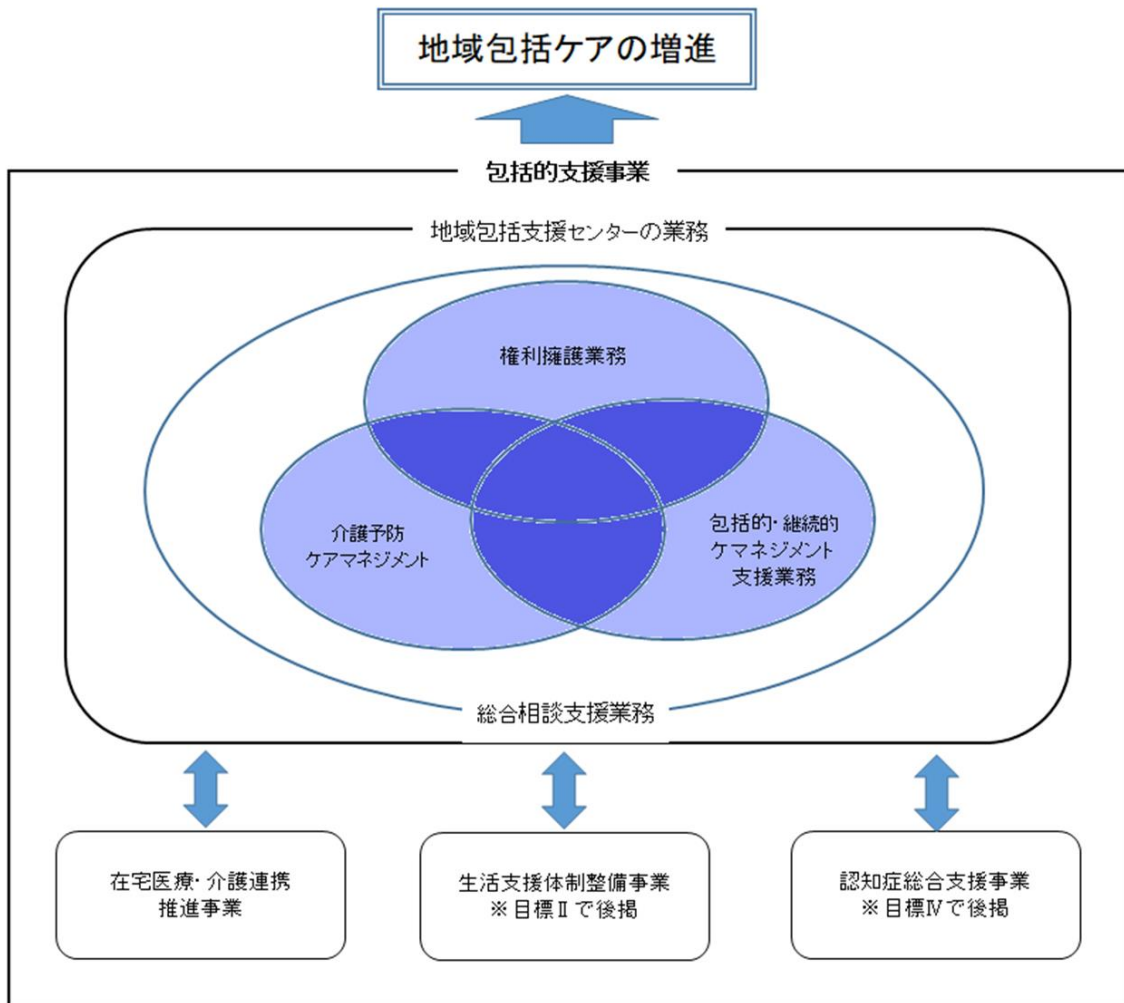 地域包括ケアの増進
包括的支援事業
地域包括支援センターの業務
権利擁護業務
介護予防
ケアマネジメント
包括的・継続的
ケマネジメント
支援業務
総合相談支援業務
在宅医療・介護連携
推進事業
生活支援体制整備事業
※目標Ⅱで後掲
認知症総合支援事業
※目標Ⅳで後掲